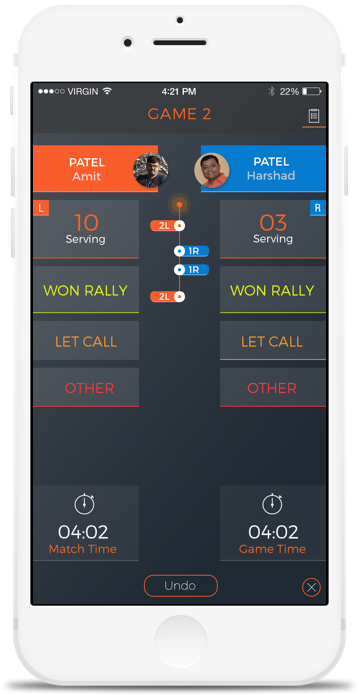 VIRGIN 4:21 PM 22%
GAME 2
PATEL
Amit
PATEL
Harshad
L
10
Serving
R
03
Serving
2L
1R
1R
2L
WON RALLY
WON RALLY
LET CALL
LET CALL
OTHER
OTHER
04:02
Match Time
04:02
Game Time
Undo